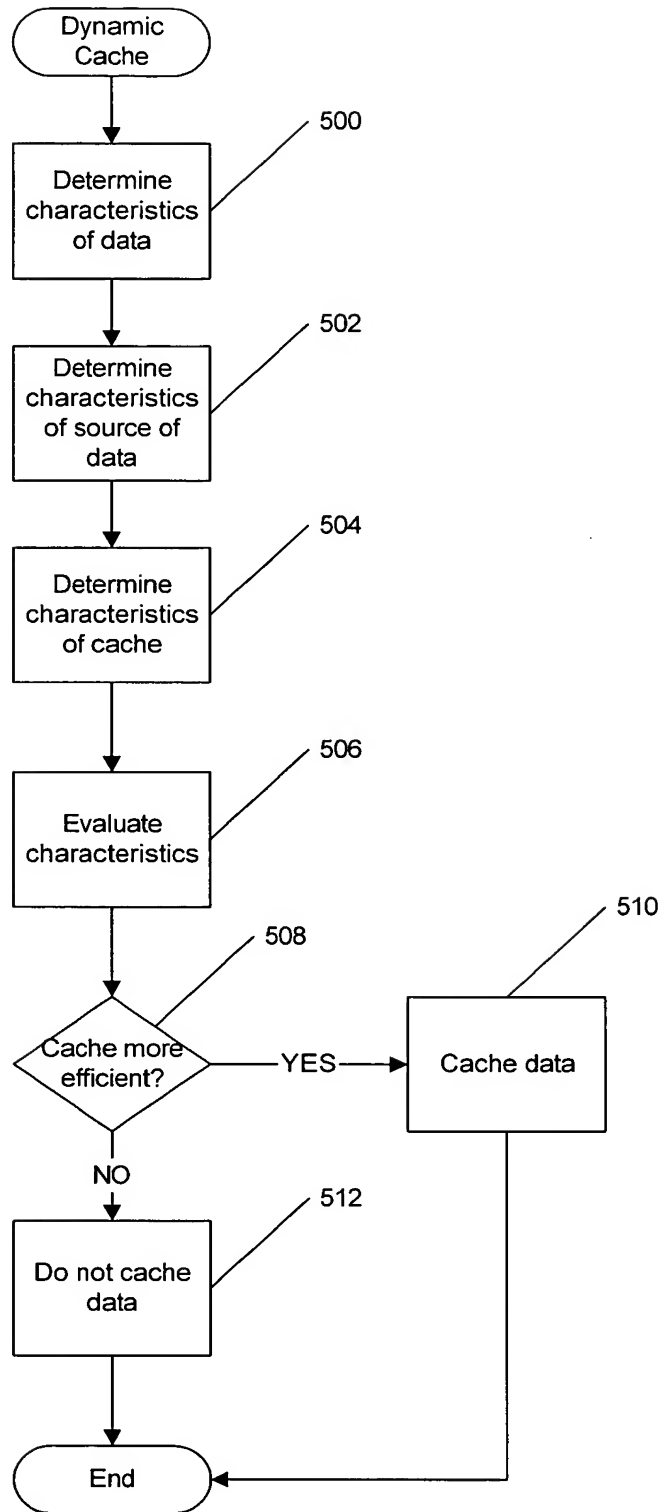 Dynamic
Cache
500
Determine
characteristics
of data
502
Determine
characteristics
of source of
data
504
Determine
characteristics
of cache
506
Evaluate
characteristics
508
Cache more
efficient?
YES
510
Cache data
NO
512
Do not cache
data
End